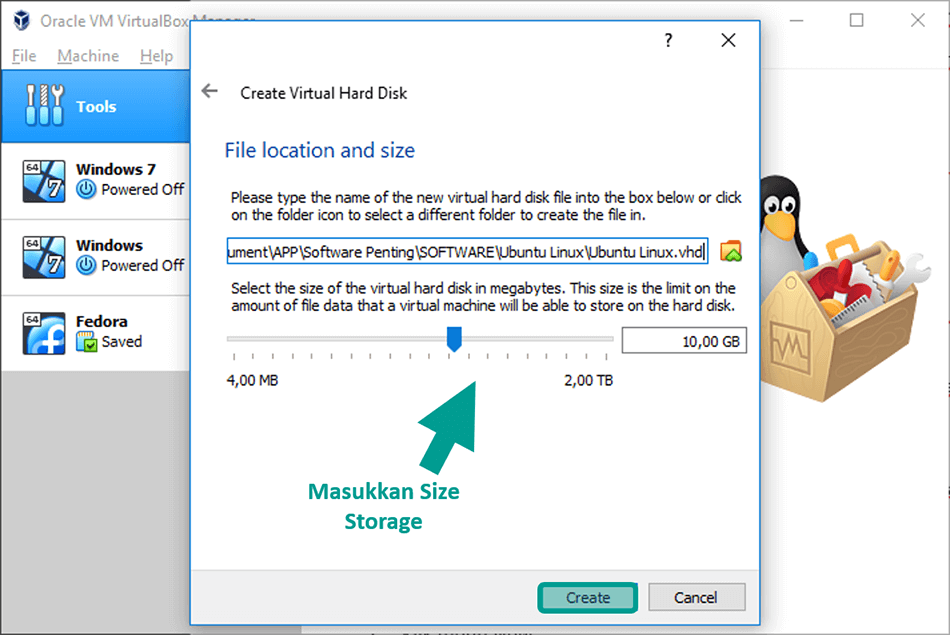 Oracle VM VirtualBox Manager
File Machine Help
Tools
64
Windows 7
Powered Off
64
Windows
Powered Off
64
Fedora
Saved
?
Create Virtual Hard Disk
File location and size
Please type the name of the new virtual hard disk file into the box below or click
on the folder icon to select a different folder to create the file in.
ument\APP\Software Penting\SOFTWARE\Ubuntu Linux\Ubuntu Linux.vhd
Select the size of the virtual hard disk in megabytes. This size is the limit on the
amount of file data that a virtual machine will be able to store on the hard disk.
10,00 GB
4,00 MB 2,00 TB
Masukkan Size
Storage
Create Cancel